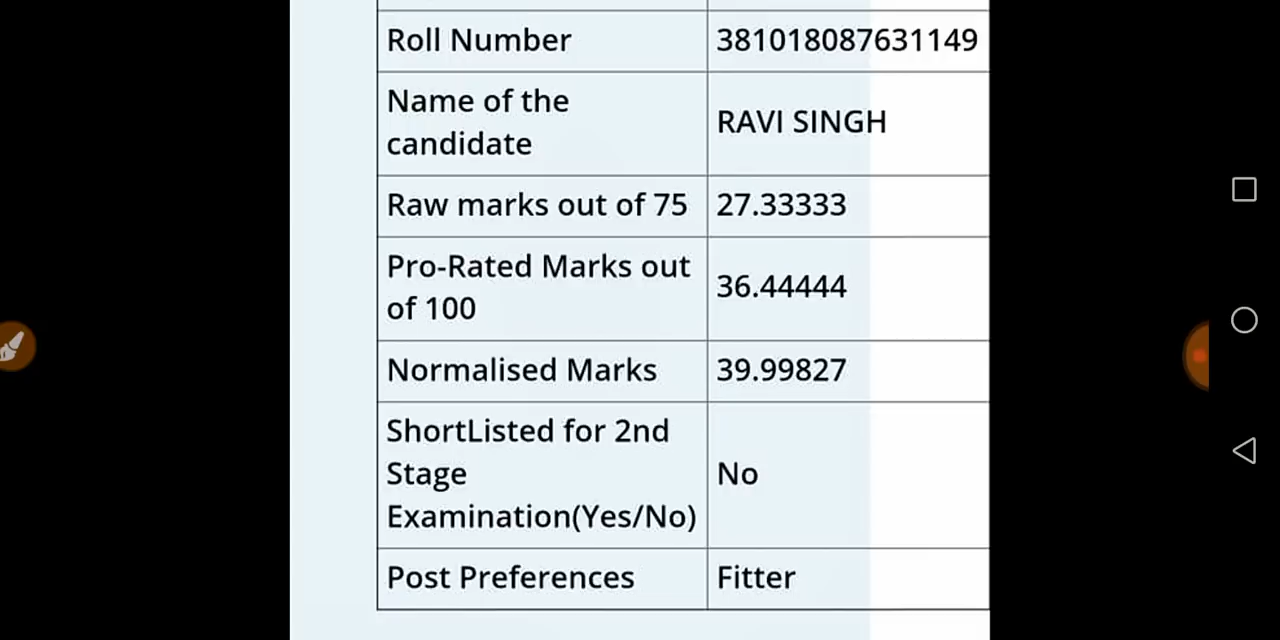 Roll Number 381018087631149
Name of the
candidate
RAVI SINGH
Raw marks out of 75 27.33333
Pro-Rated Marks out
of 100
36.44444
Normalised Marks 39.99827
ShortListed for 2nd
Stage
Examination(Yes/No)
No
Post Preferences Fitter